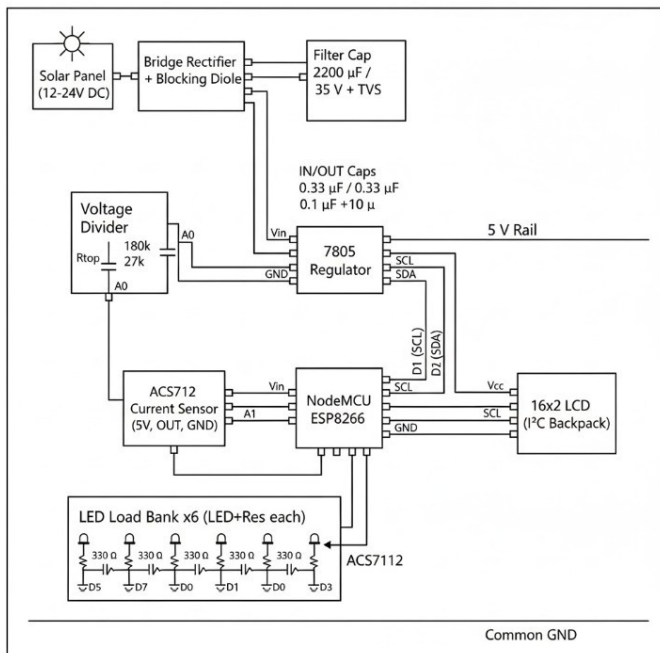 Solar Panel
(12-24V DC)
Bridge Rectifier
+ Blocking Diole
Filter Cap
2200 µF /
35 V + TVS
IN/OUT Caps
0.33 µF / 0.33 µF
0.1 µF +10 µ
Voltage
Divider
Rtop
180k
27k
A0
A0
Vin
GND
7805
Regulator
5 V Rail
SCL
SDA
D1 (SCL)
D2 (SDA)
ACS712
Current Sensor
(5V, OUT, GND)
Vin
A1
NodeMCU
ESP8266
SCL
GND
Vcc
SCL
16x2 LCD
(I²C Backpack)
LED Load Bank x6 (LED+Res each)
330 Ω 330 Ω 330 Ω 330 Ω 330 Ω
D5 D7 D0 D1 D0 D3
ACS7112
Common GND